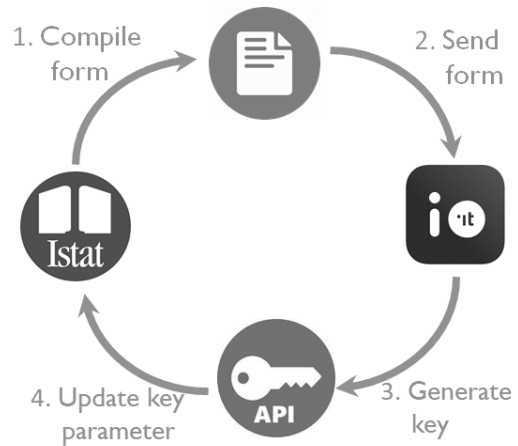 1. Compile
form
2. Send
form
Istat
io .it
4. Update key
parameter
API
3. Generate
key